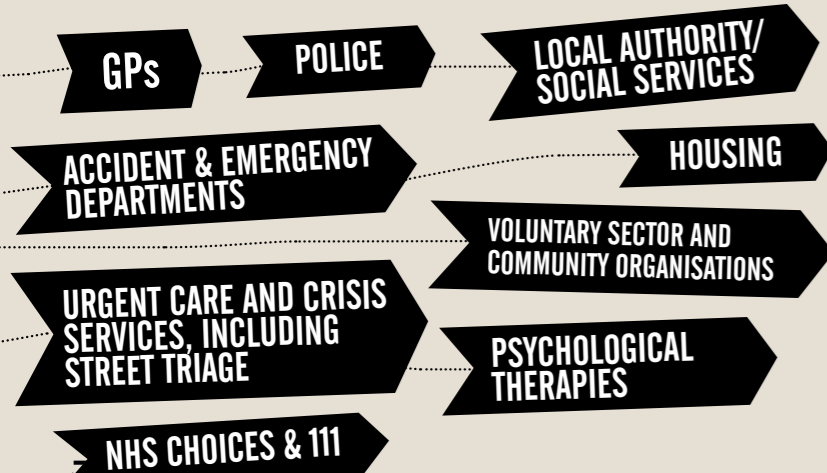 GPs
POLICE
LOCAL AUTHORITY/
SOCIAL SERVICES
ACCIDENT & EMERGENCY
DEPARTMENTS
HOUSING
VOLUNTARY SECTOR AND
COMMUNITY ORGANISATIONS
URGENT CARE AND CRISIS
SERVICES, INCLUDING
STREET TRIAGE
PSYCHOLOGICAL
THERAPIES
NHS CHOICES & 111